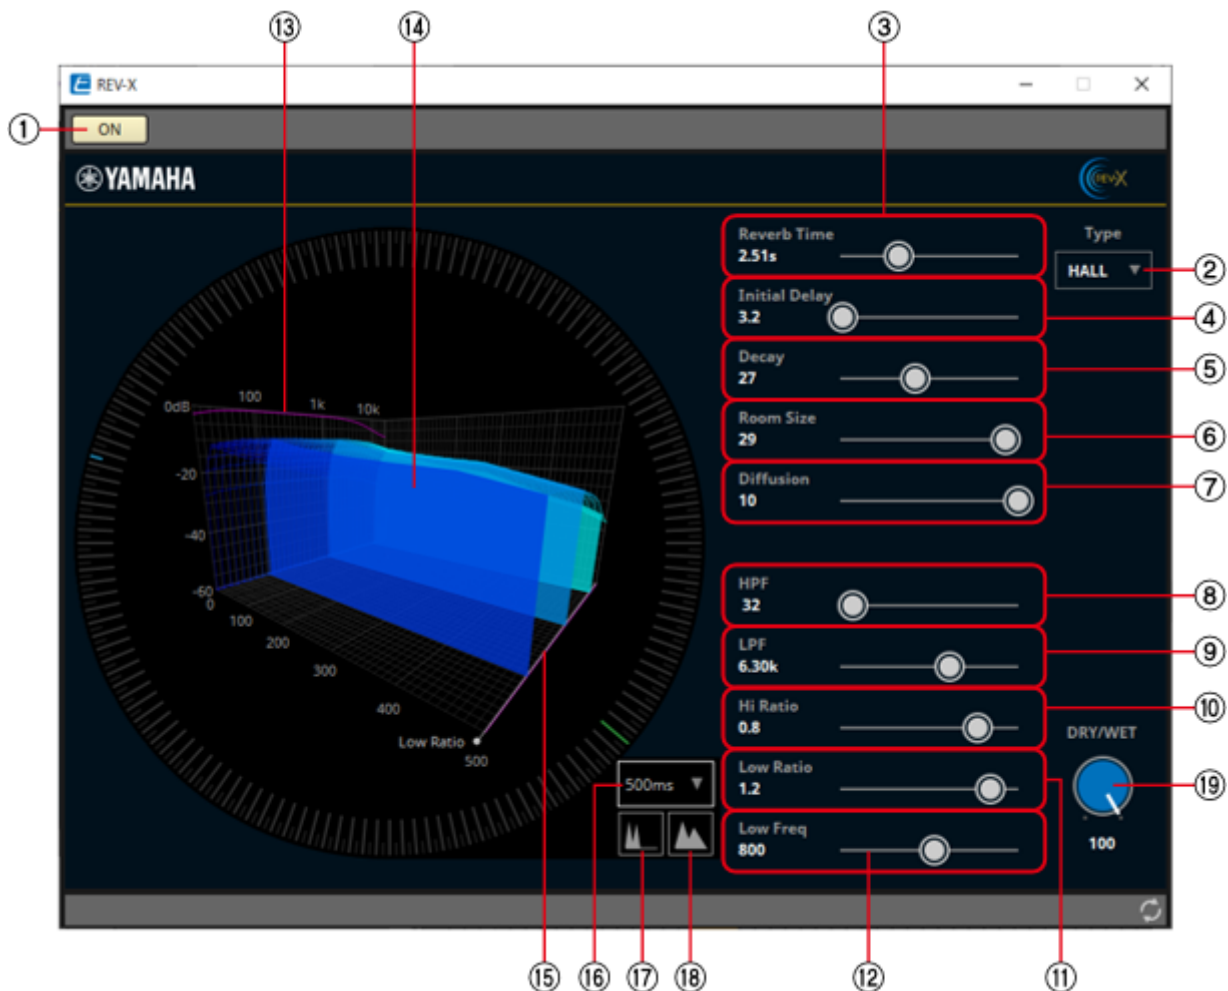 ⑬ ⑭ ③
REV-X
① ON
YAMAHA
REV-X
Reverb Time
2.51s
Type
HALL ②
Initial Delay
3.2 ④
Decay
27 ⑤
Room Size
29 ⑥
Diffusion
10 ⑦
0dB 100 1k 10k
-20
-40
-60
0
100
200
300
400
500
Low Ratio
HPF
32 ⑧
LPF
6.30k ⑨
Hi Ratio
0.8 ⑩
Low Ratio
1.2 ⑪
Low Freq
800
DRY/WET
⑲
100
500ms
⑮ ⑯ ⑰ ⑱ ⑫ ⑪